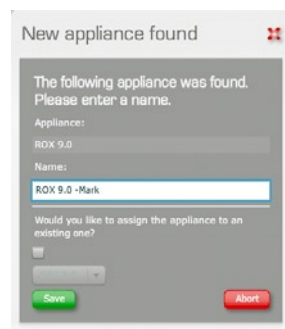 New appliance found
The following appliance was found.
Please enter a name.
Appliance:
ROX 9.0
Name:
ROX 9.0 -Mark
Would you like to assign the appliance to an
existing one?
Save
Abort